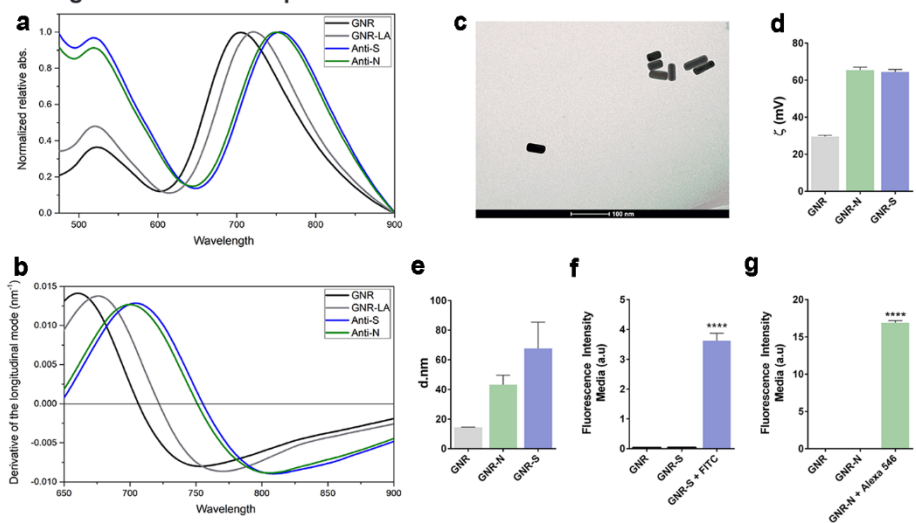 a
Normalized relative abs.
1.0
0.8
0.6
0.4
0.2
0.0
500
600
700
800
900
Wavelength
GNR
GNR-LA
Anti-S
Anti-N
c
100 nm
d
ζ (mV)
80
60
40
20
0
GNR
GNR-N
GNR-S
b
Derivative of the longitudinal mode (nm⁻¹)
0.015
0.010
0.005
0.000
-0.005
-0.010
650
700
750
800
850
900
Wavelength
GNR
GNR-LA
Anti-S
Anti-N
e
d.nm
100
80
60
40
20
0
GNR
GNR-N
GNR-S
f
Fluorescence Intensity
Media (a.u)
5
4
3
2
1
0
****
GNR
GNR-S
GNR-S + FITC
g
Fluorescence Intensity
Media (a.u)
20
15
10
5
0
****
GNR
GNR-N
GNR-N + Alexa 546